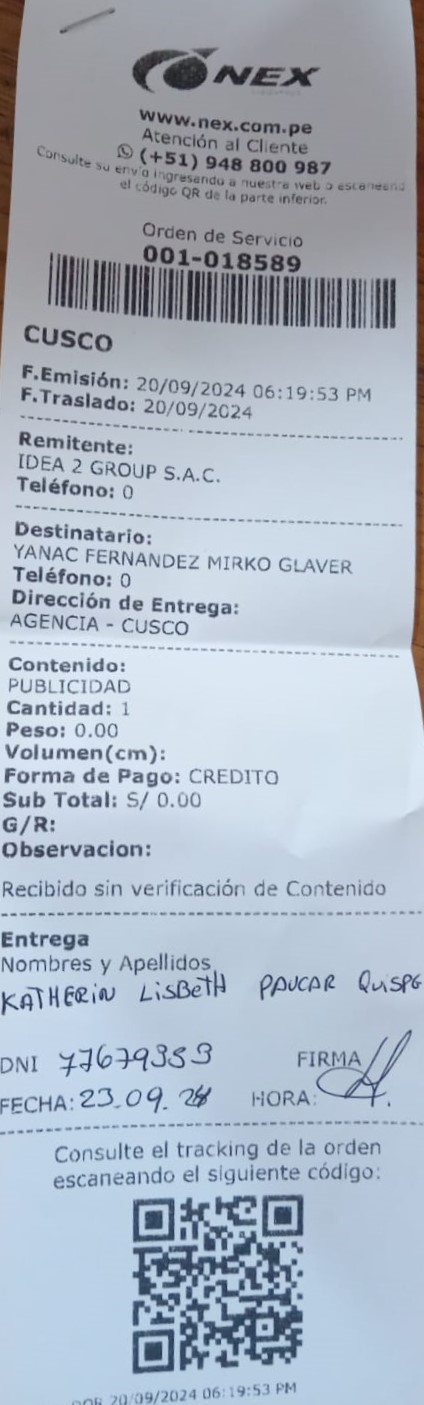 NEX
www.nex.com.pe
Atención al Cliente
(+51) 948 800 987
Consulte su envío ingresando a nuestra web o escaneand
el código QR de la parte inferior.
Orden de Servicio
001-018589
CUSCO
F.Emisión: 20/09/2024 06:19:53 PM
F.Traslado: 20/09/2024
Remitente:
IDEA 2 GROUP S.A.C.
Teléfono: 0
Destinatario:
YANAC FERNANDEZ MIRKO GLAVER
Teléfono: 0
Dirección de Entrega:
AGENCIA - CUSCO
Contenido:
PUBLICIDAD
Cantidad: 1
Peso: 0.00
Volumen(cm):
Forma de Pago: CREDITO
Sub Total: S/ 0.00
G/R:
Observacion:
Recibido sin verificación de Contenido
Entrega
Nombres y Apellidos
KATHERIN LISBETH PAUCAR QUISPE
DNI 77679353 FIRMA
FECHA: 23.09.24 HORA:
Consulte el tracking de la orden
escaneando el siguiente código:
20/09/2024 06:19:53 PM